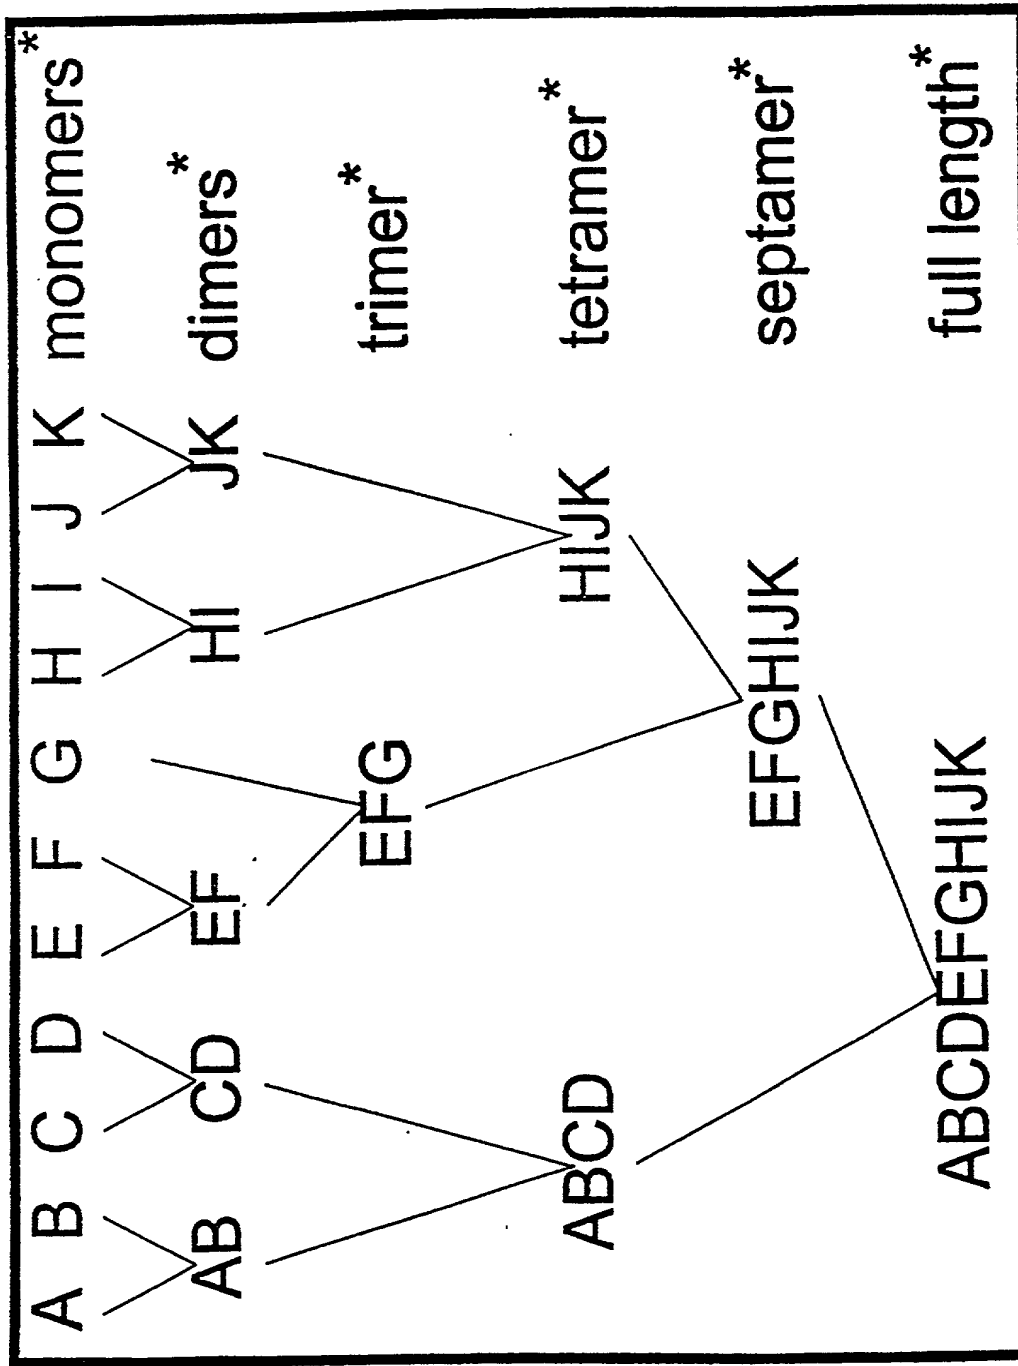 A B C D E F G H I J K monomers*
AB CD EF HI JK dimers*
EFG trimer*
ABCD HIJK tetramer*
EFGHIJK septamer*
ABCDEFGHIJK full length*